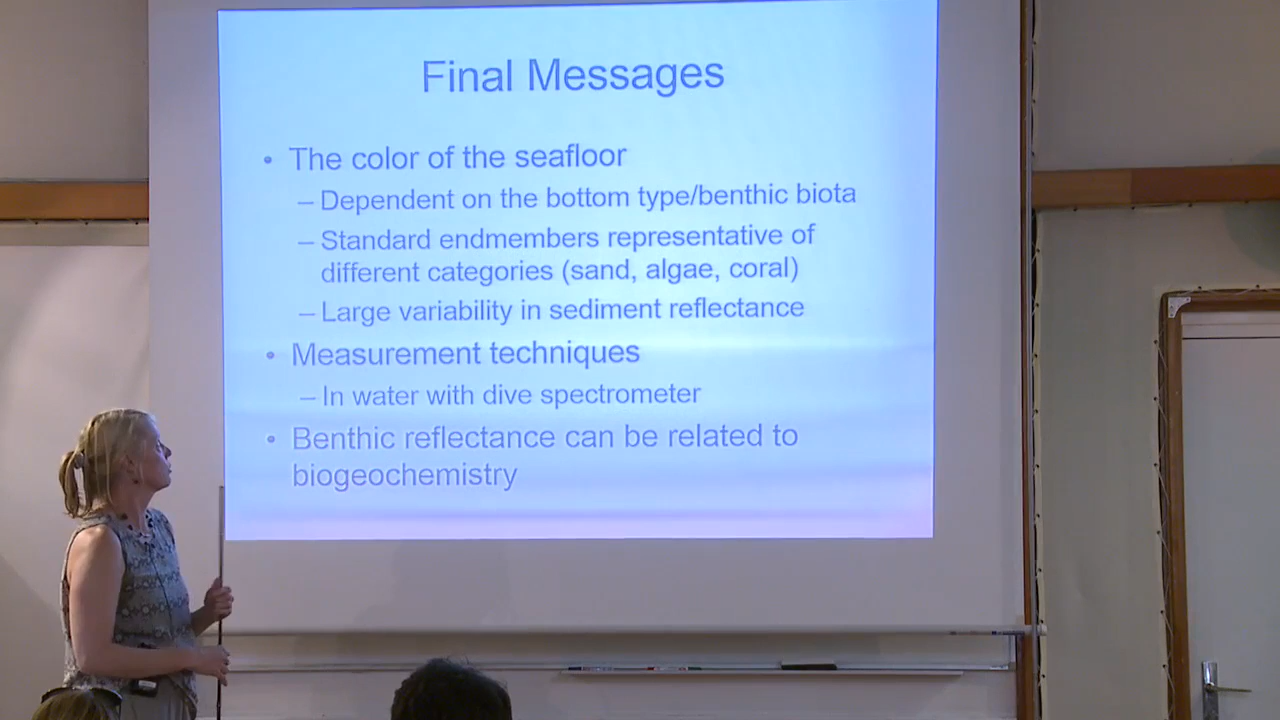 Final Messages
• The color of the seafloor
– Dependent on the bottom type/benthic biota
– Standard endmembers representative of
different categories (sand, algae, coral)
– Large variability in sediment reflectance
• Measurement techniques
– In water with dive spectrometer
• Benthic reflectance can be related to
biogeochemistry